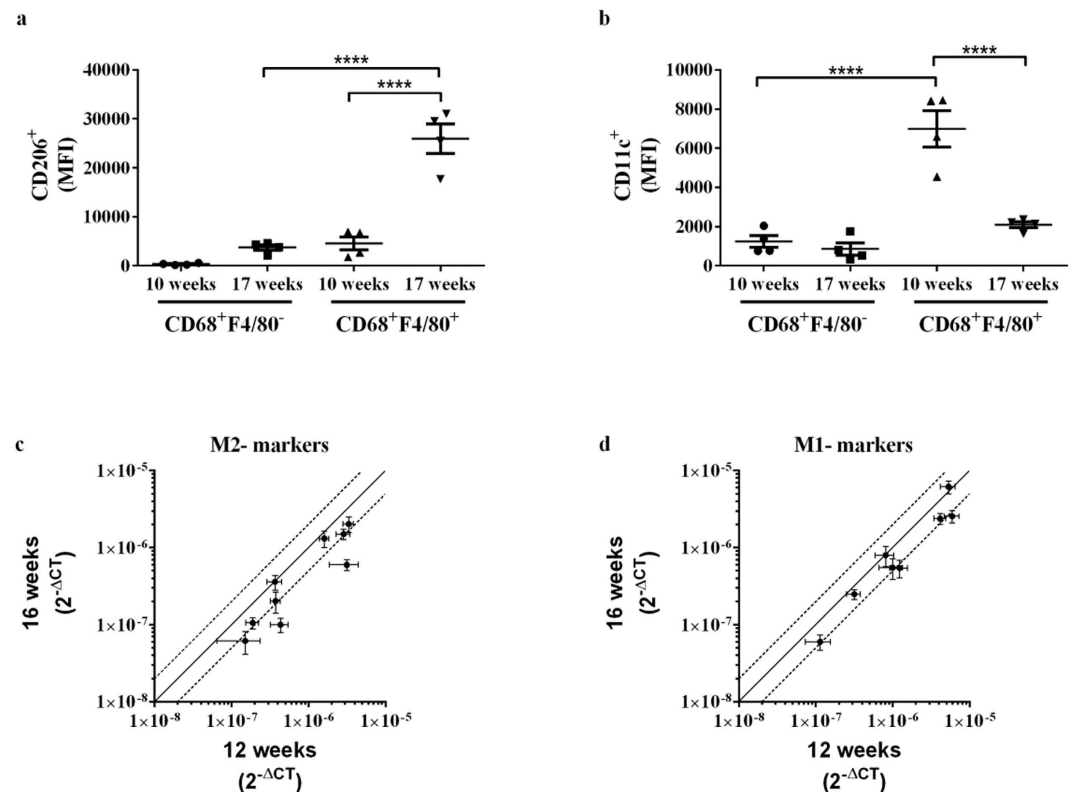 a
CD206⁺
(MFI)
40000
30000
20000
10000
0
****
****
10 weeks 17 weeks 10 weeks 17 weeks
CD68⁺F4/80⁻ CD68⁺F4/80⁺
b
CD11c⁺
(MFI)
10000
8000
6000
4000
2000
0
****
****
10 weeks 17 weeks 10 weeks 17 weeks
CD68⁺F4/80⁻ CD68⁺F4/80⁺
c
M2- markers
16 weeks
(2^-ΔCT)
1×10⁻⁵
1×10⁻⁶
1×10⁻⁷
1×10⁻⁸
1×10⁻⁸ 1×10⁻⁷ 1×10⁻⁶ 1×10⁻⁵
12 weeks
(2^-ΔCT)
d
M1- markers
16 weeks
(2^-ΔCT)
1×10⁻⁵
1×10⁻⁶
1×10⁻⁷
1×10⁻⁸
1×10⁻⁸ 1×10⁻⁷ 1×10⁻⁶ 1×10⁻⁵
12 weeks
(2^-ΔCT)